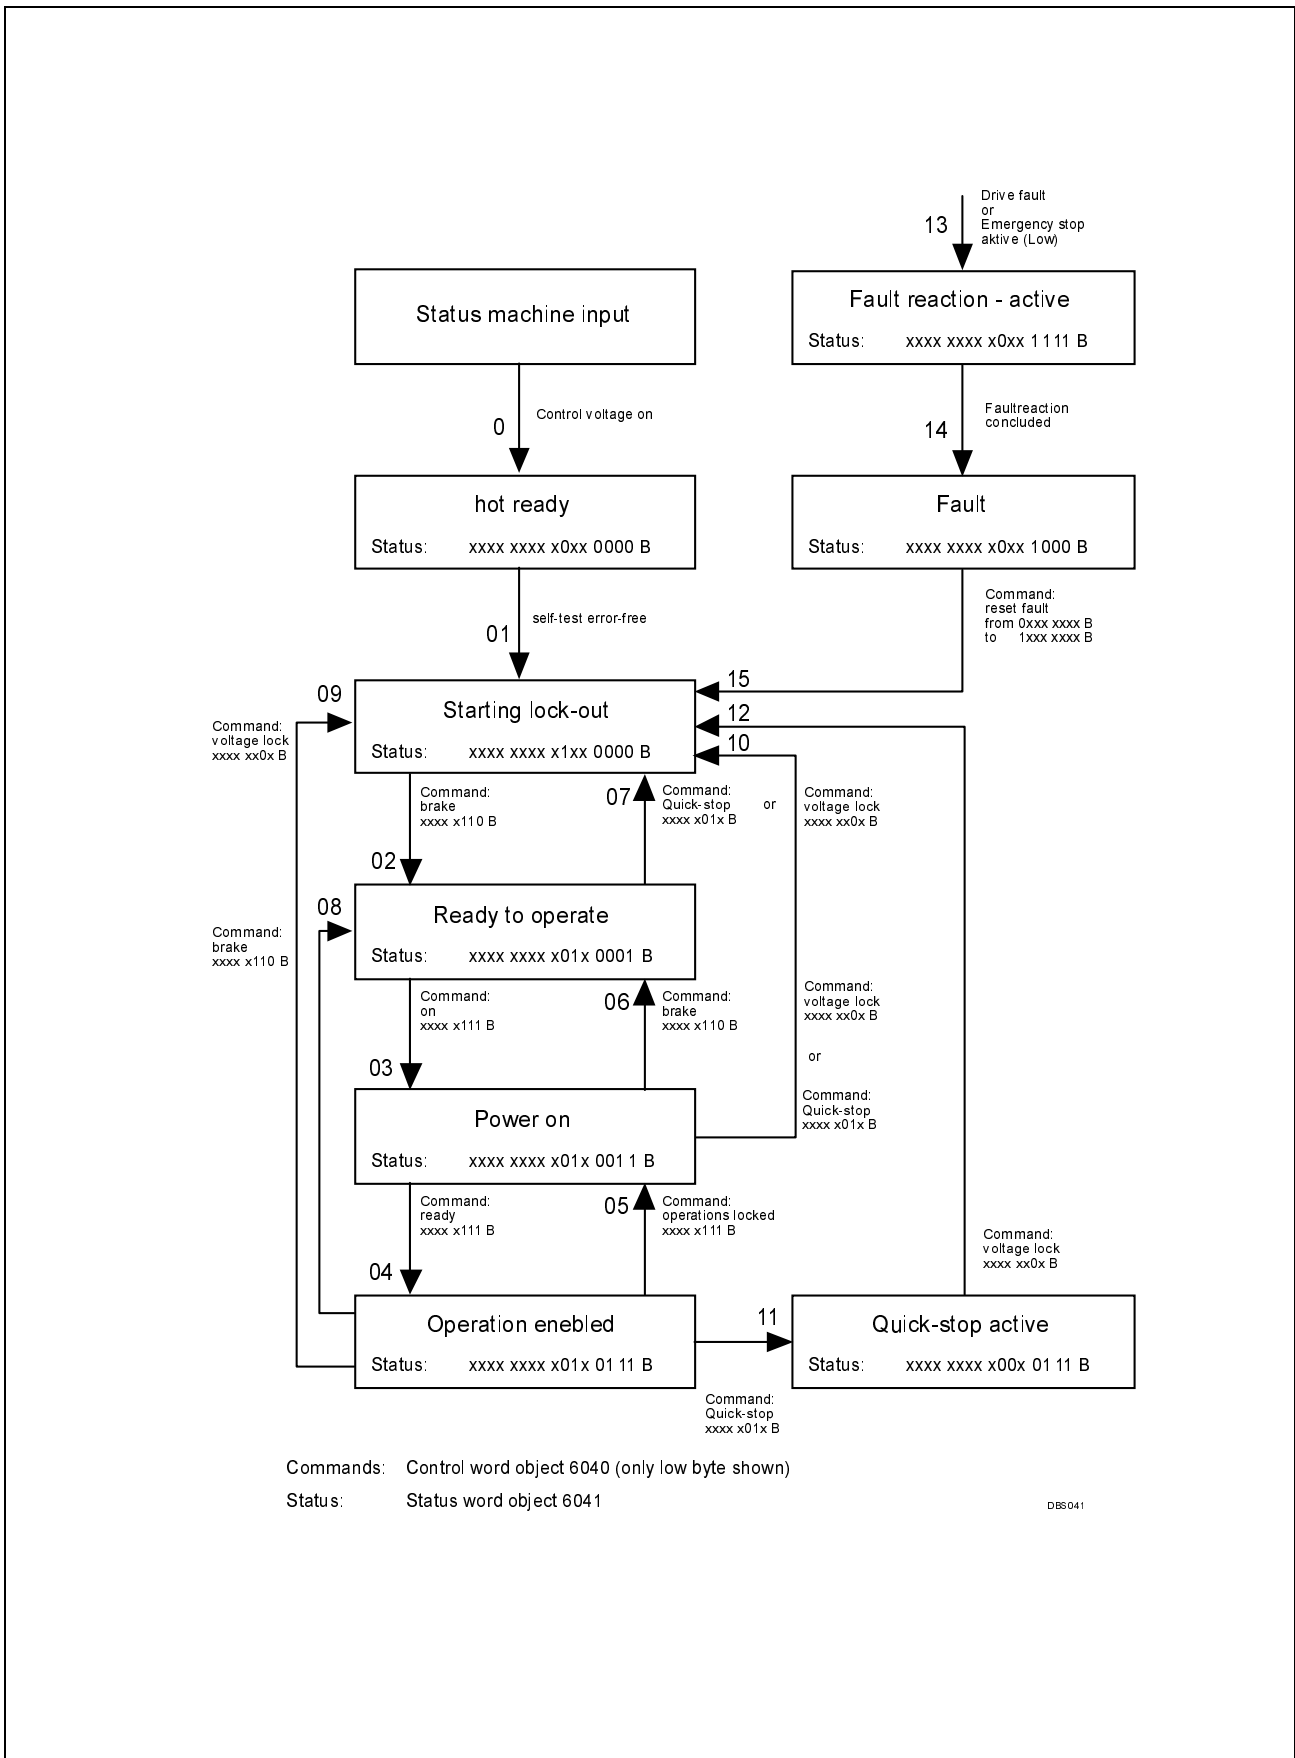 Drive fault
or
Emergency stop
aktive (Low)
13
Status machine input
Fault reaction - active
Status: xxxx xxxx x0xx 1111 B
0
Control voltage on
14
Faultreaction
concluded
hot ready
Status: xxxx xxxx x0xx 0000 B
Fault
Status: xxxx xxxx x0xx 1000 B
01
self-test error-free
Command:
reset fault
from 0xxx xxxx B
to 1xxx xxxx B
09
Command:
voltage lock
xxxx xx0x B
Starting lock-out
Status: xxxx xxxx x1xx 0000 B
15
12
10
Command:
brake
xxxx x110 B
02
07
Command:
Quick-stop or
xxxx x01x B
Command:
voltage lock
xxxx xx0x B
08
Command:
brake
xxxx x110 B
Ready to operate
Status: xxxx xxxx x01x 0001 B
Command:
on
xxxx x111 B
03
06
Command:
brake
xxxx x110 B
Command:
voltage lock
xxxx xx0x B
or
Command:
Quick-stop
xxxx x01x B
Power on
Status: xxxx xxxx x01x 0011 B
Command:
ready
xxxx x111 B
04
05
Command:
operations locked
xxxx x111 B
Command:
voltage lock
xxxx xx0x B
Operation enebled
Status: xxxx xxxx x01x 0111 B
11
Command:
Quick-stop
xxxx x01x B
Quick-stop active
Status: xxxx xxxx x00x 0111 B
Commands: Control word object 6040 (only low byte shown)
Status: Status word object 6041
DBS041